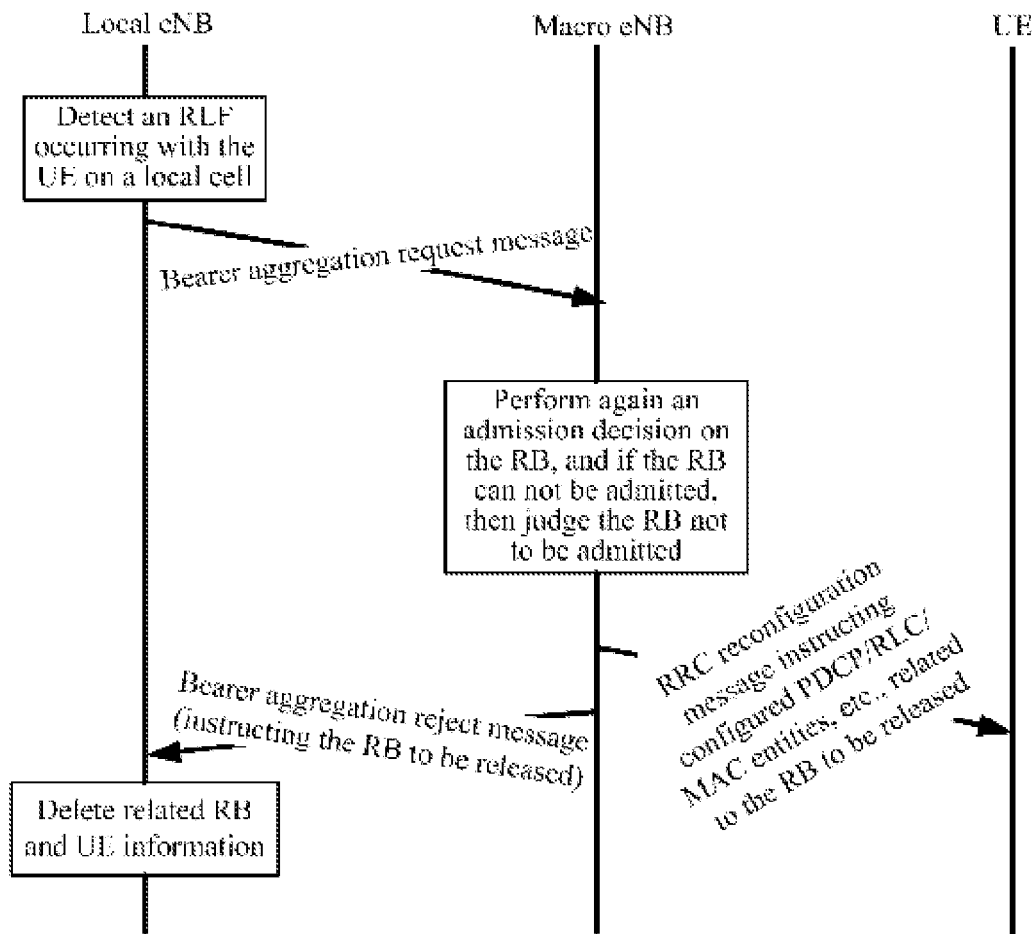 Local eNB
Macro eNB
UE
Detect an RLF
occurring with the
UE on a local cell
Bearer aggregation request message
Perform again an
admission decision on
the RB, and if the RB
can not be admitted,
then judge the RB not
to be admitted
RRC reconfiguration
message instructing
configured PDCP/RLC/
MAC entities, etc., related
to the RB to be released
Bearer aggregation reject message
(instructing the RB to be released)
Delete related RB
and UE information